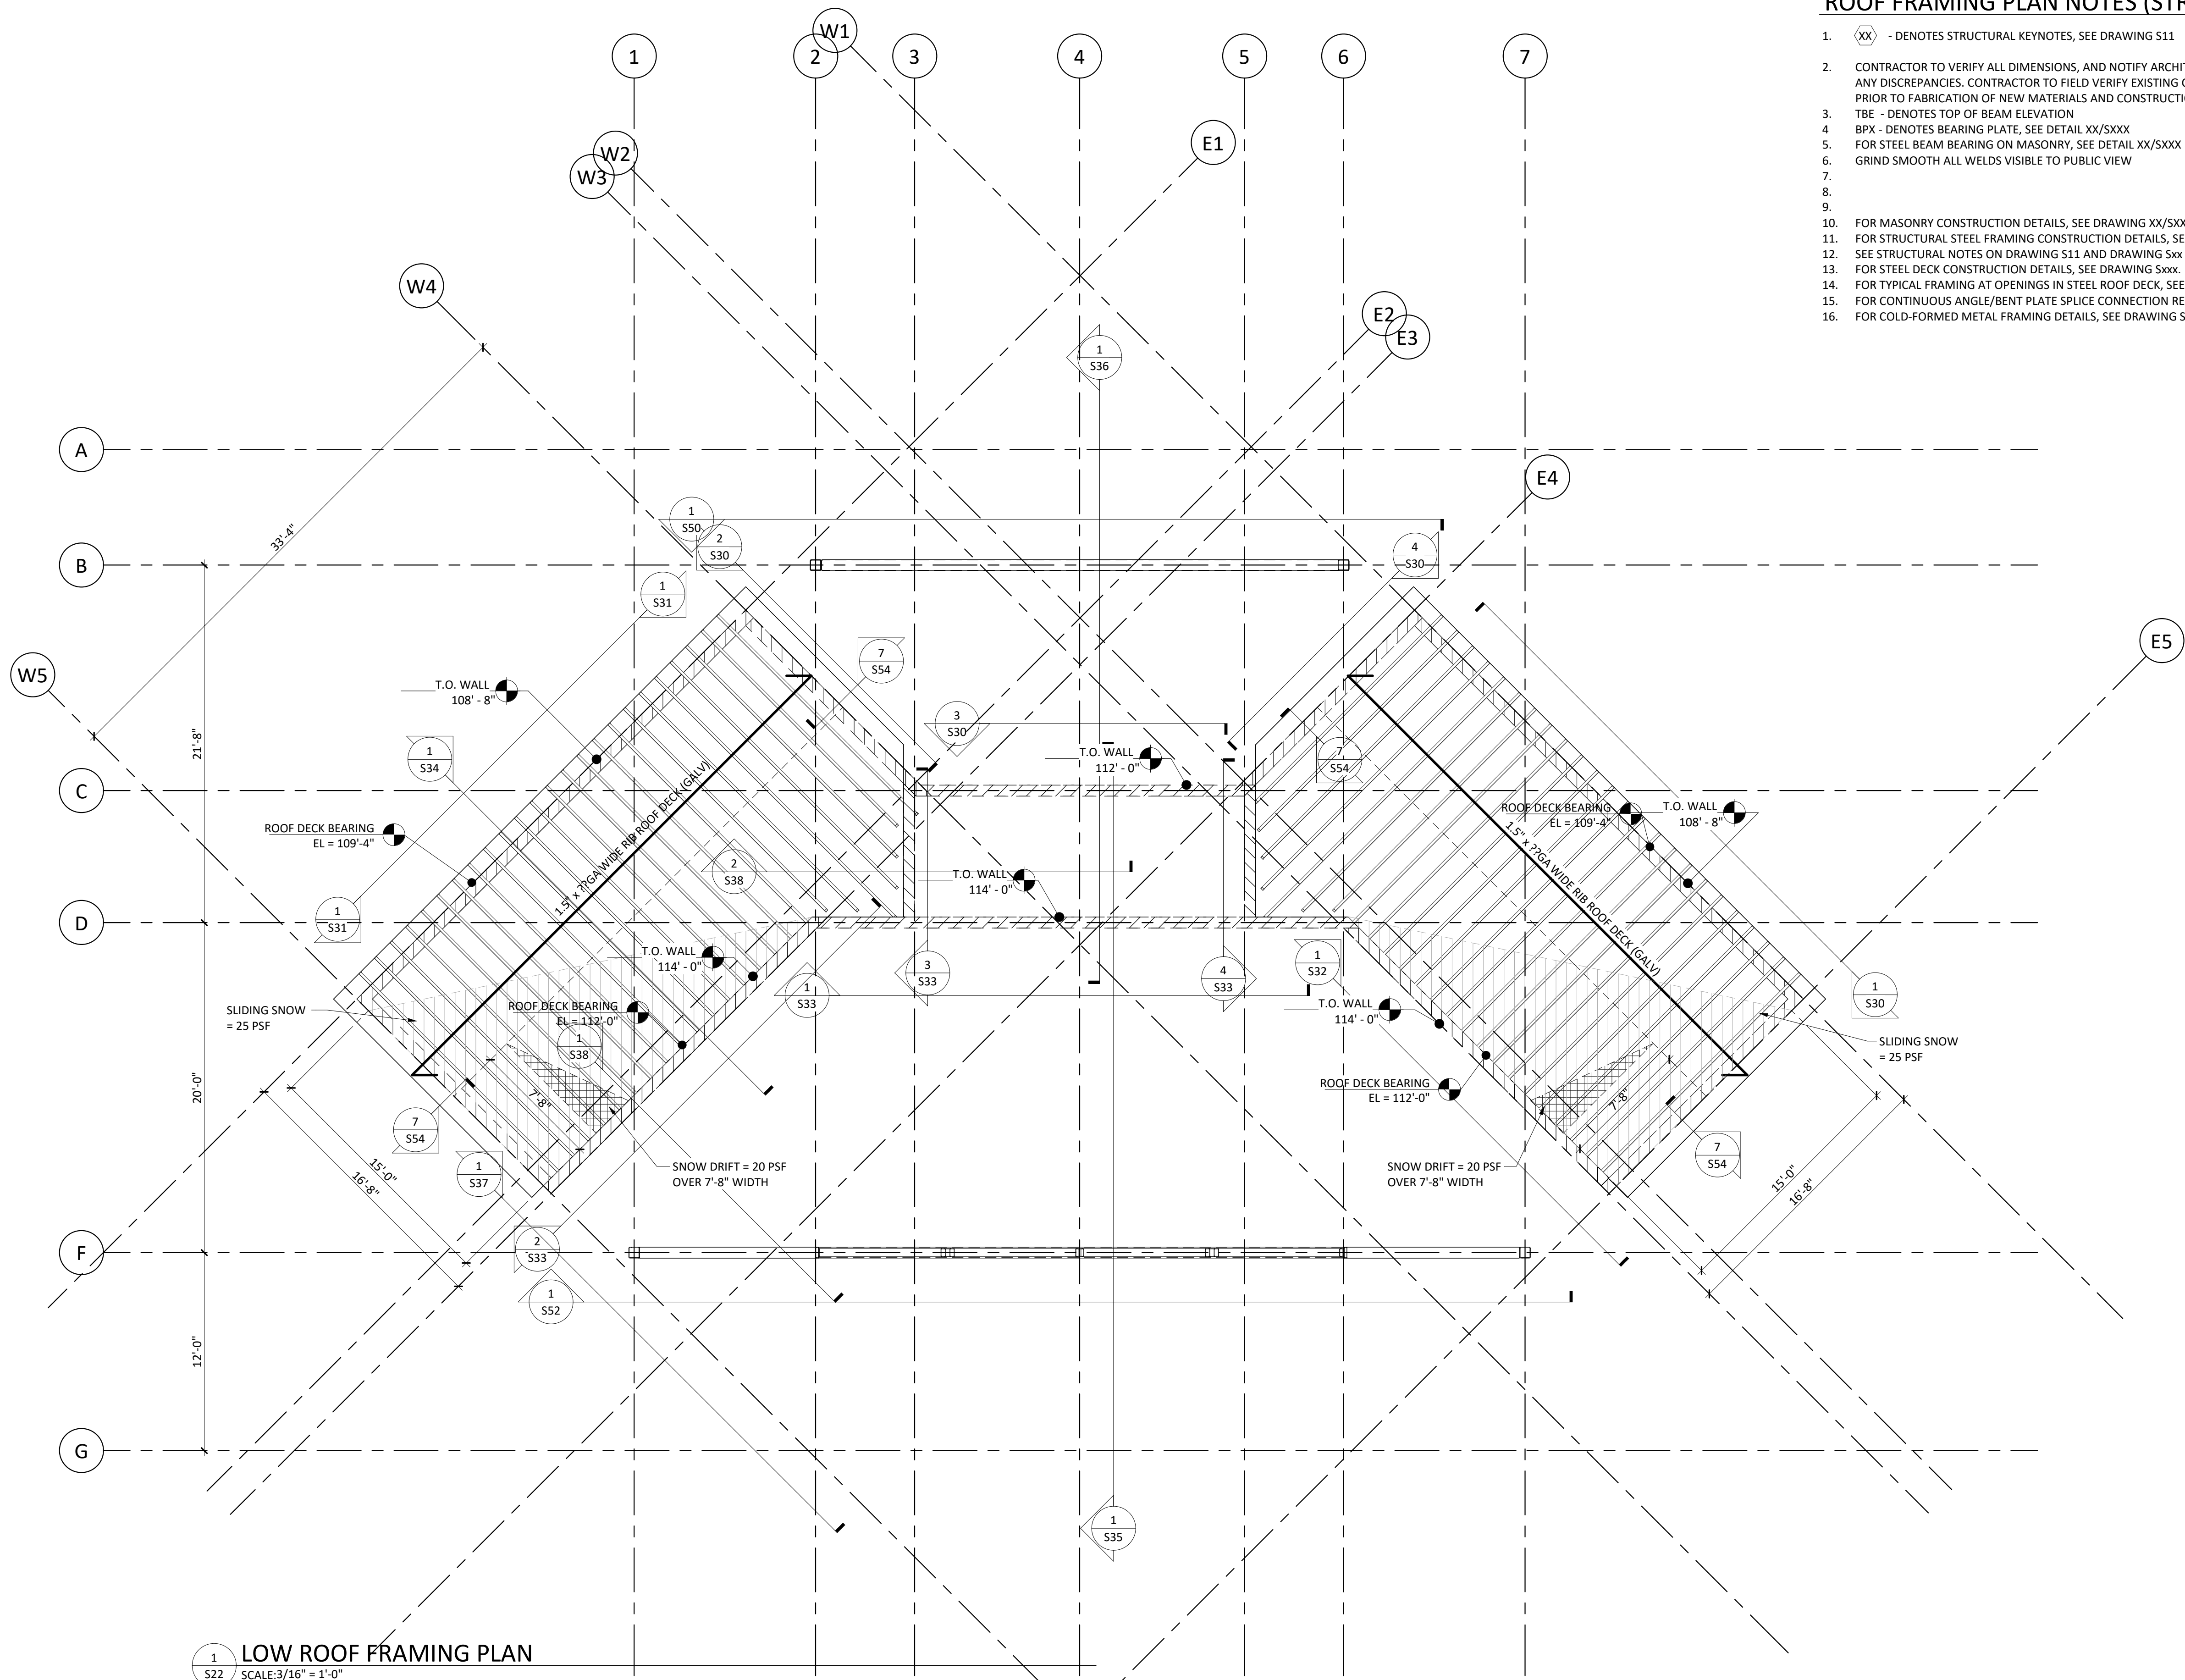 ROOF FRAMING PLAN NOTES (STR
1. XX - DENOTES STRUCTURAL KEYNOTES, SEE DRAWING S11
2. CONTRACTOR TO VERIFY ALL DIMENSIONS, AND NOTIFY ARCHIT
ANY DISCREPANCIES. CONTRACTOR TO FIELD VERIFY EXISTING C
PRIOR TO FABRICATION OF NEW MATERIALS AND CONSTRUCTI
3. TBE - DENOTES TOP OF BEAM ELEVATION
4 BPX - DENOTES BEARING PLATE, SEE DETAIL XX/SXXX
5. FOR STEEL BEAM BEARING ON MASONRY, SEE DETAIL XX/SXXX
6. GRIND SMOOTH ALL WELDS VISIBLE TO PUBLIC VIEW
7.
8.
9.
10. FOR MASONRY CONSTRUCTION DETAILS, SEE DRAWING XX/SXX
11. FOR STRUCTURAL STEEL FRAMING CONSTRUCTION DETAILS, SE
12. SEE STRUCTURAL NOTES ON DRAWING S11 AND DRAWING Sxx
13. FOR STEEL DECK CONSTRUCTION DETAILS, SEE DRAWING Sxxx.
14. FOR TYPICAL FRAMING AT OPENINGS IN STEEL ROOF DECK, SEE
15. FOR CONTINUOUS ANGLE/BENT PLATE SPLICE CONNECTION RE
16. FOR COLD-FORMED METAL FRAMING DETAILS, SEE DRAWING S
1
2
W1
3
4
5
6
7
W2
W3
E1
W4
E2
E3
1
S36
A
E4
33'-4"
1
S50
2
S30
4
S30
B
1
S31
W5
E5
7
S54
T.O. WALL
108' - 8"
3
S30
21'-8"
1
S34
T.O. WALL
112' - 0"
7
S54
C
ROOF DECK BEARING
EL = 109'-4"
1.5" x ??GA WIDE RIB ROOF DECK (GALV)
ROOF DECK BEARING
EL = 109'-4"
T.O. WALL
108' - 8"
1.5" x ??GA WIDE RIB ROOF DECK (GALV)
2
S38
T.O. WALL
114' - 0"
1
S31
D
T.O. WALL
114' - 0"
3
S33
4
S33
1
S32
1
S33
1
S30
SLIDING SNOW
= 25 PSF
ROOF DECK BEARING
EL = 112'-0"
T.O. WALL
114' - 0"
1
S38
SLIDING SNOW
= 25 PSF
20'-0"
7'-8"
ROOF DECK BEARING
EL = 112'-0"
7'-8"
7
S54
1
S37
SNOW DRIFT = 20 PSF
OVER 7'-8" WIDTH
SNOW DRIFT = 20 PSF
OVER 7'-8" WIDTH
7
S54
15'-0"
16'-8"
15'-0"
16'-8"
F
2
S33
1
S52
12'-0"
G
1
S35
1
S22
LOW ROOF FRAMING PLAN
SCALE:3/16" = 1'-0"